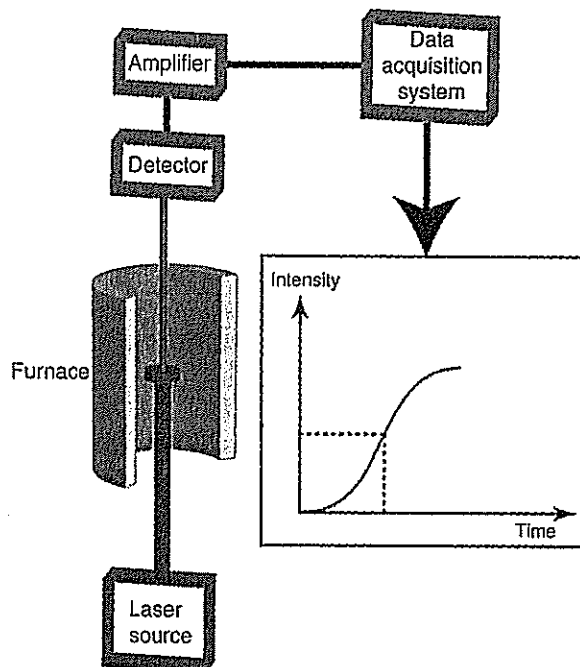 Amplifier
Data
acquisition
system
Detector
Intensity
Furnace
Time
Laser
source